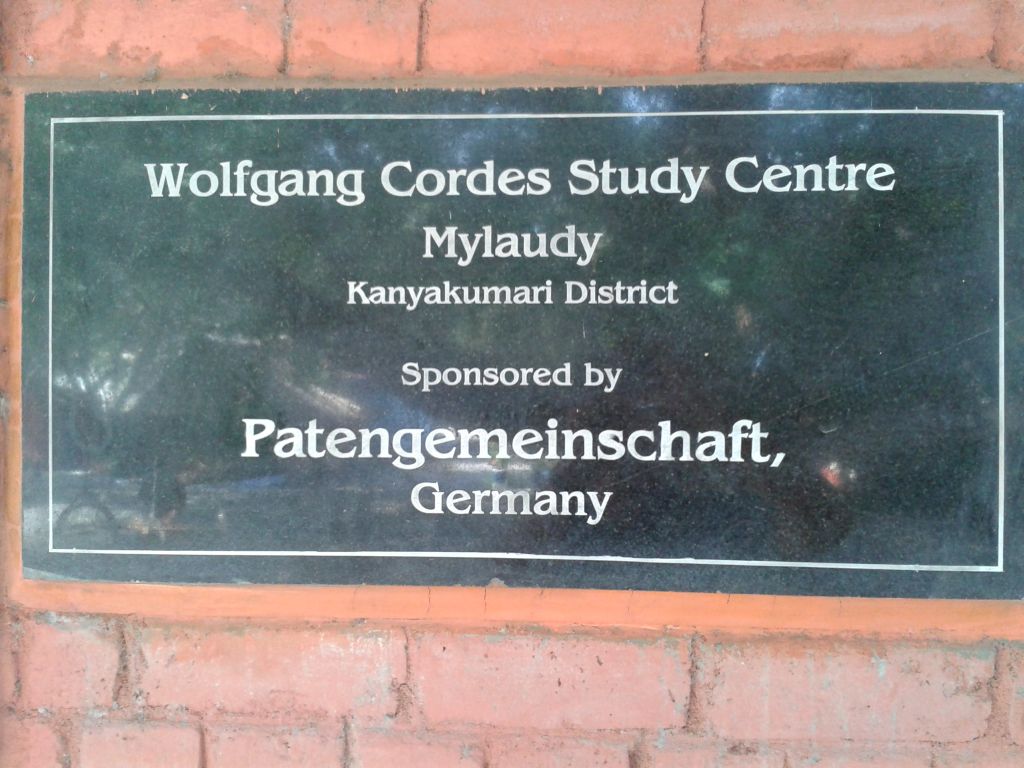 Wolfgang Cordes Study Centre
Mylaudy
Kanyakumari District
Sponsored by
Patengemeinschaft,
Germany